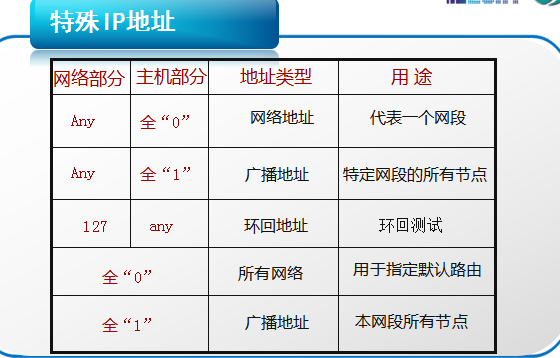 特殊IP地址
网络部分 主机部分 地址类型 用 途
Any 全“0” 网络地址 代表一个网段
Any 全“1” 广播地址 特定网段的所有节点
127 any 环回地址 环回测试
全“0” 所有网络 用于指定默认路由
全“1” 广播地址 本网段所有节点